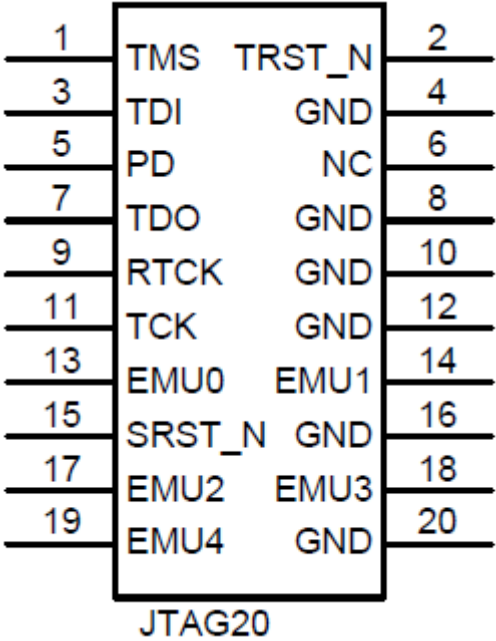 1 TMS TRST_N 2
3 TDI GND 4
5 PD NC 6
7 TDO GND 8
9 RTCK GND 10
11 TCK GND 12
13 EMU0 EMU1 14
15 SRST_N GND 16
17 EMU2 EMU3 18
19 EMU4 GND 20
JTAG20